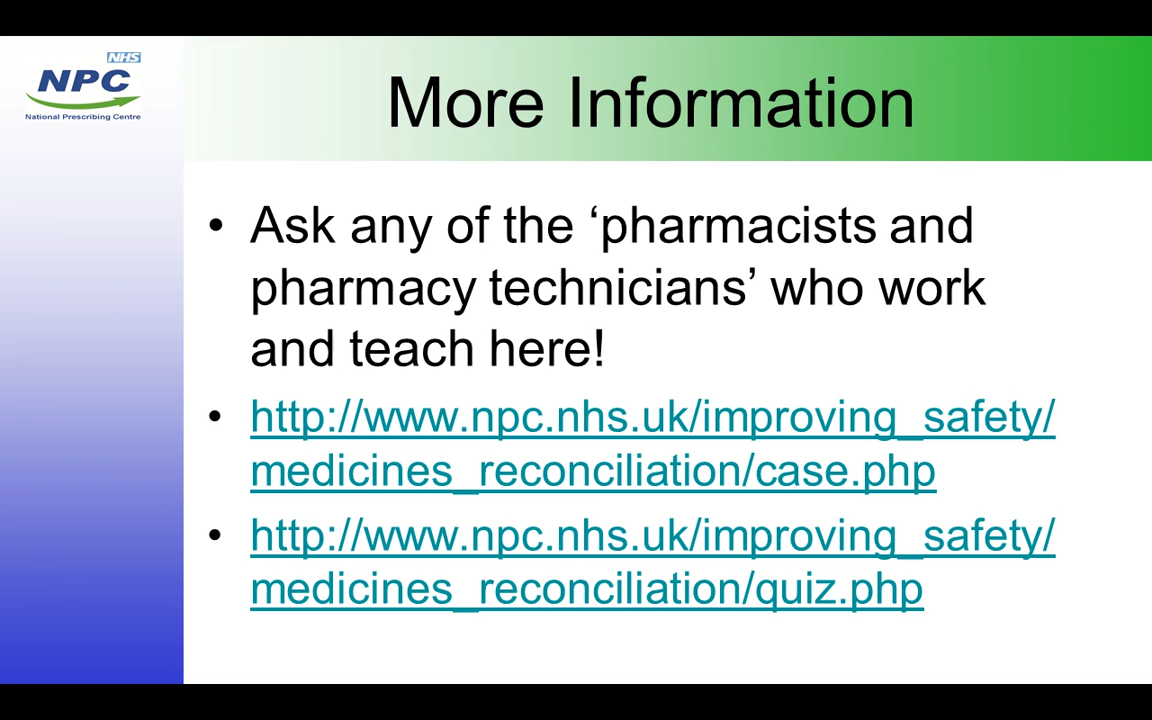 NHS
NPC
National Prescribing Centre
More Information
• Ask any of the ‘pharmacists and
pharmacy technicians’ who work
and teach here!
• http://www.npc.nhs.uk/improving_safety/
medicines_reconciliation/case.php
• http://www.npc.nhs.uk/improving_safety/
medicines_reconciliation/quiz.php